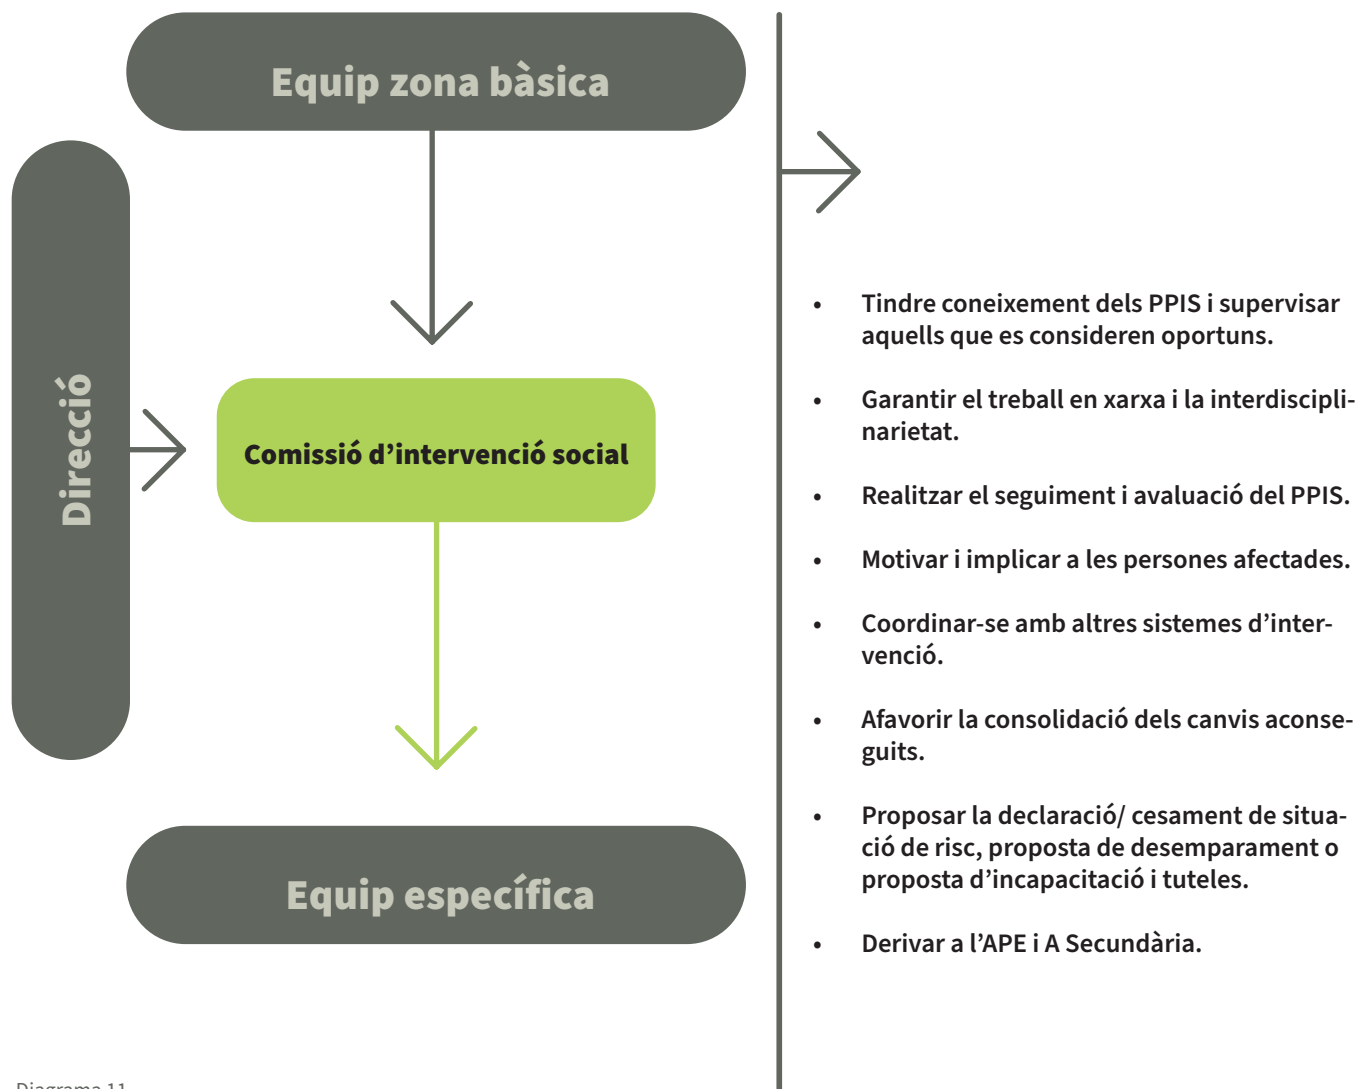 Equip zona bàsica
Direcció
Comissió d’intervenció social
Equip específica
• Tindre coneixement dels PPIS i supervisar
aquells que es consideren oportuns.
• Garantir el treball en xarxa i la interdiscipli-
narietat.
• Realitzar el seguiment i avaluació del PPIS.
• Motivar i implicar a les persones afectades.
• Coordinar-se amb altres sistemes d’inter-
venció.
• Afavorir la consolidació dels canvis aconse-
guits.
• Proposar la declaració/ cesament de situa-
ció de risc, proposta de desemparament o
proposta d’incapacitació i tuteles.
• Derivar a l’APE i A Secundària.
Diagrama 11